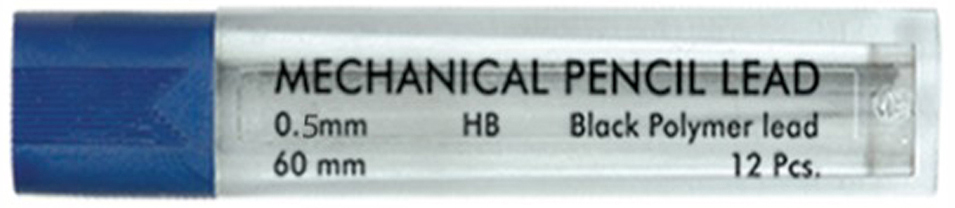 MECHANICAL PENCIL LEAD
0.5mm HB Black Polymer lead
60 mm 12 Pcs.